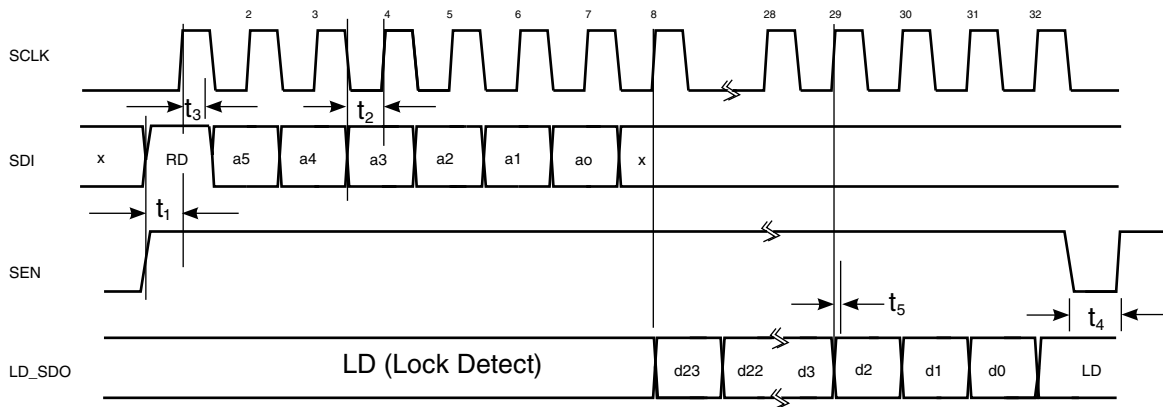 2 3 4 5 6 7 8 28 29 30 31 32
SCLK
t3 t2
SDI x RD a5 a4 a3 a2 a1 ao x
t1
SEN
t5 t4
LD_SDO LD (Lock Detect) d23 d22 d3 d2 d1 d0 LD